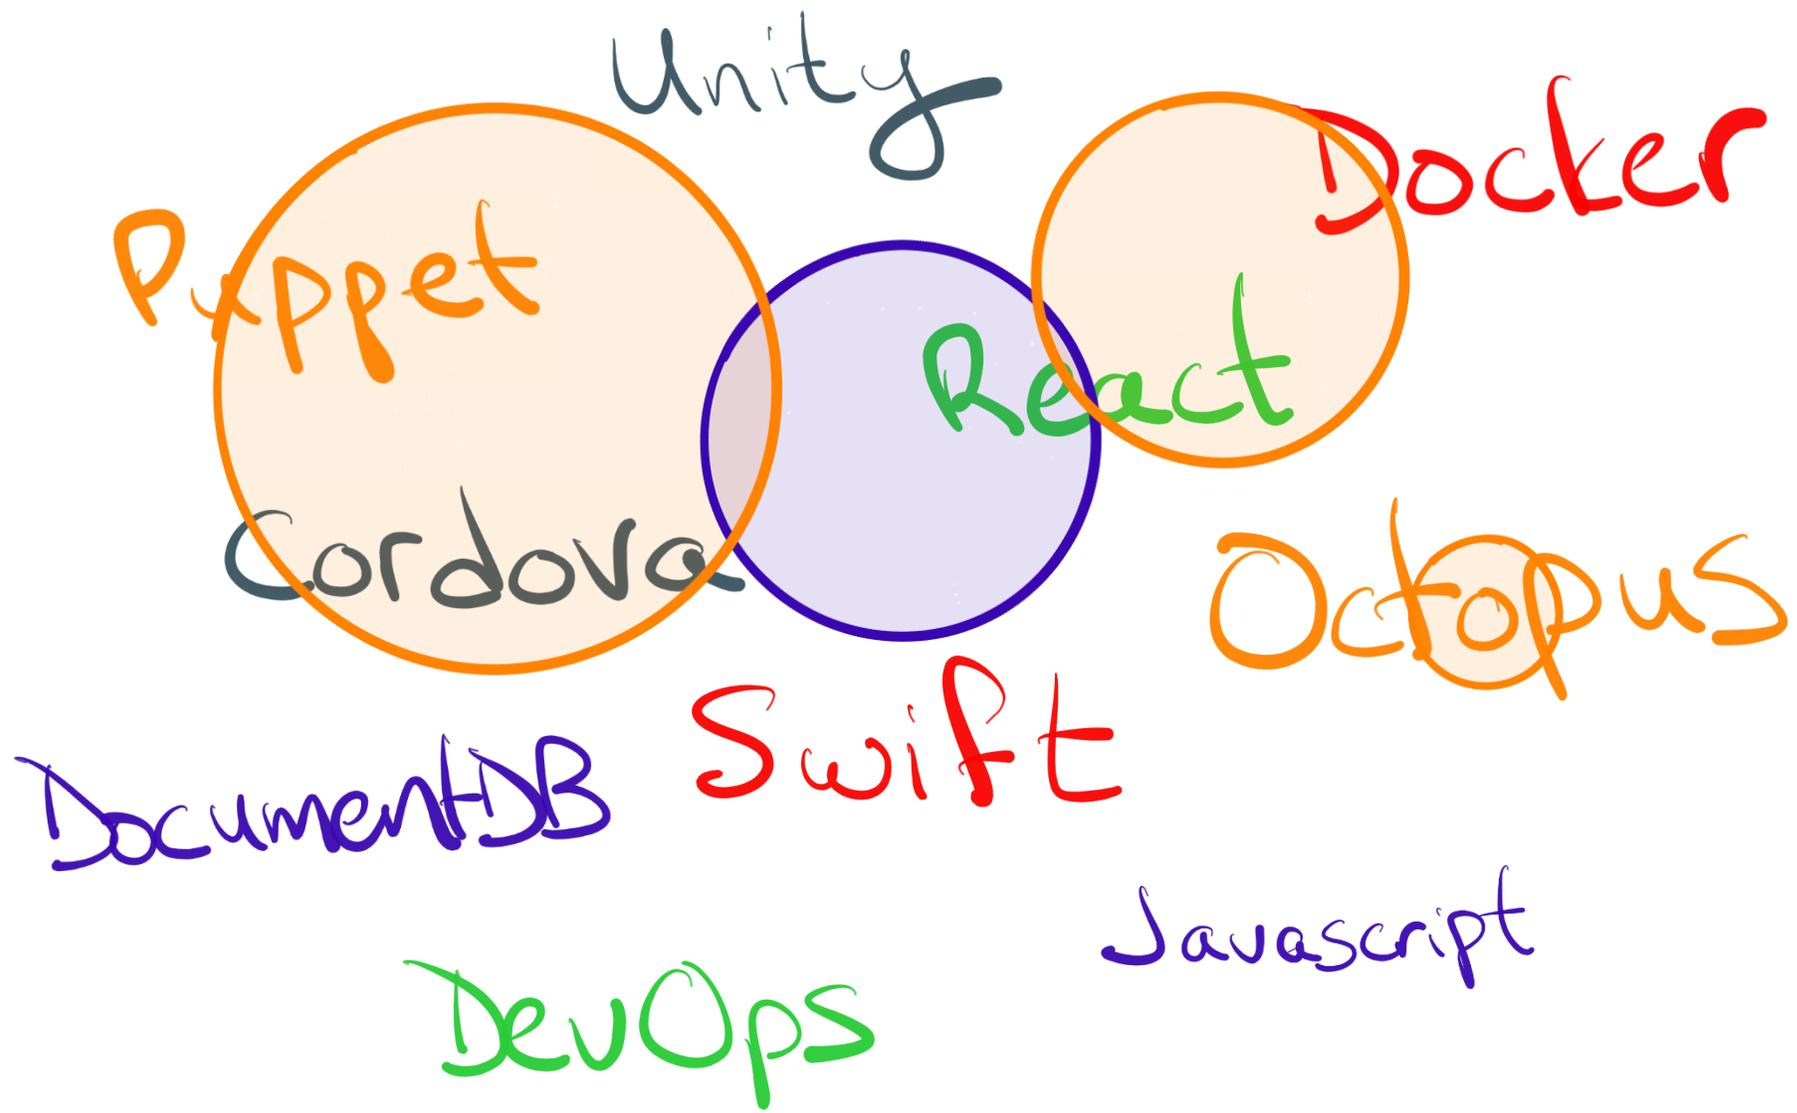 Unity
Docker
Puppet
React
Cordova
Octopus
Swift
DocumentDB
Javascript
DevOps